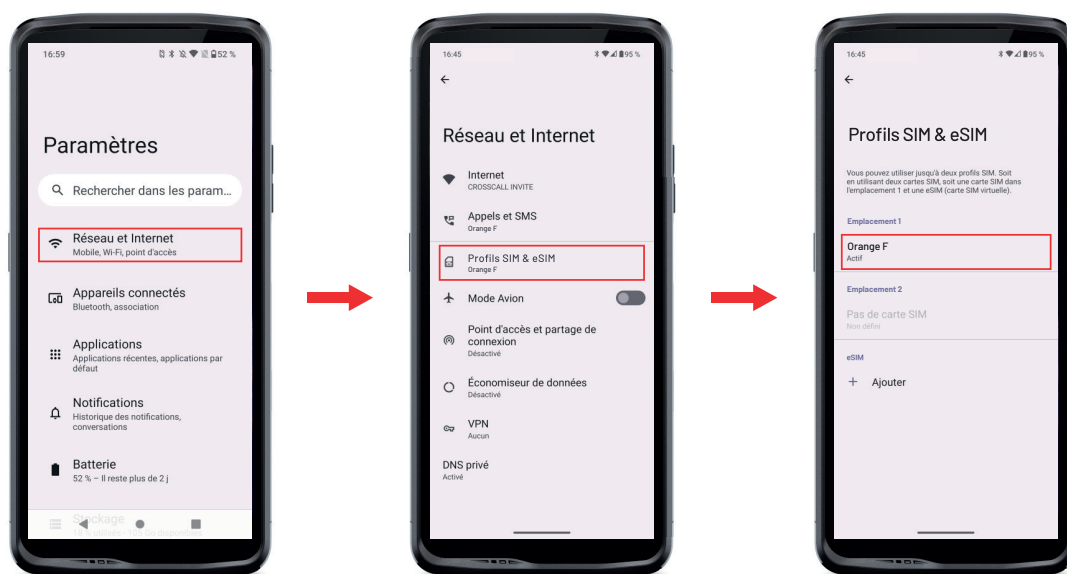 16:59
52 %
Paramètres
Rechercher dans les param...
Réseau et Internet
Mobile, Wi-Fi, point d'accès
Appareils connectés
Bluetooth, association
Applications
Applications récentes, applications par
défaut
Notifications
Historique des notifications,
conversations
Batterie
52 % – Il reste plus de 2 j
Stockage
16:45
95 %
Réseau et Internet
Internet
CROSSCALL INVITE
Appels et SMS
Orange F
Profils SIM & eSIM
Orange F
Mode Avion
Point d'accès et partage de
connexion
Désactivé
Économiseur de données
Désactivé
VPN
Aucun
DNS privé
Activé
16:45
95 %
Profils SIM & eSIM
Vous pouvez utiliser jusqu'à deux profils SIM. Soit
en utilisant deux cartes SIM, soit une carte SIM dans
l'emplacement 1 et une eSIM (carte SIM virtuelle).
Emplacement 1
Orange F
Actif
Emplacement 2
Pas de carte SIM
Non défini
eSIM
+ Ajouter